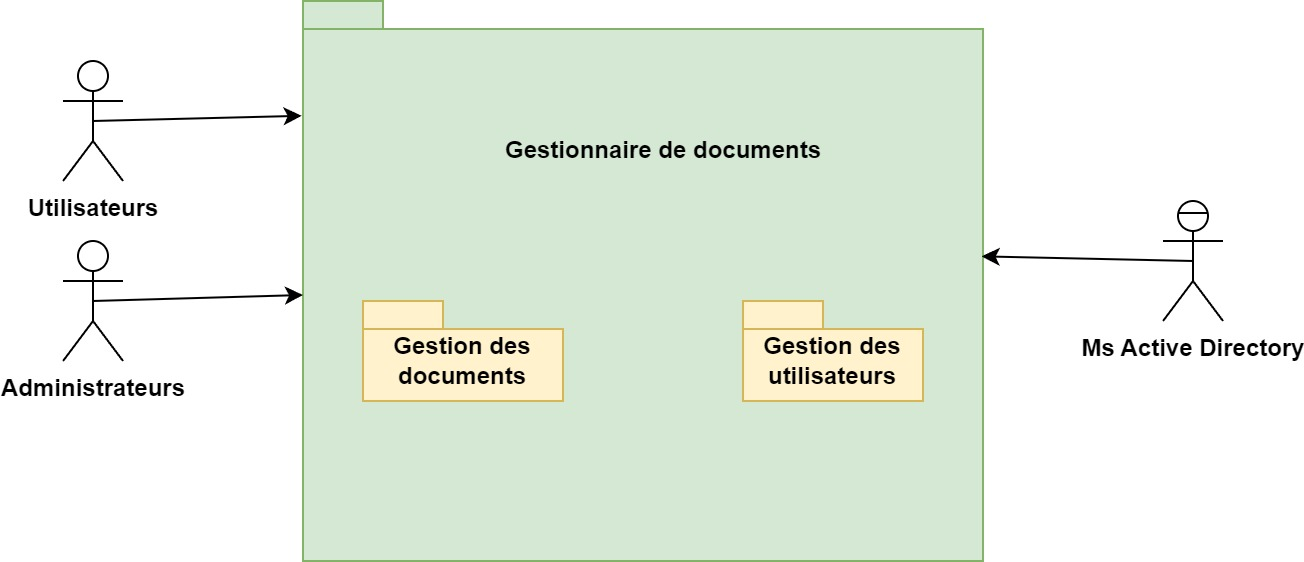 Gestionnaire de documents
Utilisateurs
Administrateurs
Gestion des
documents
Gestion des
utilisateurs
Ms Active Directory